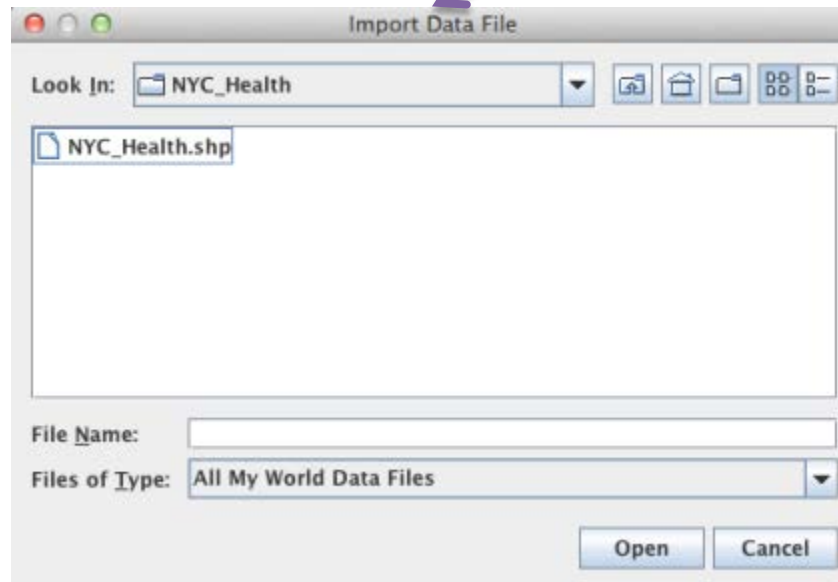 Import Data File
Look In: NYC_Health
NYC_Health.shp
File Name:
Files of Type: All My World Data Files
Open Cancel